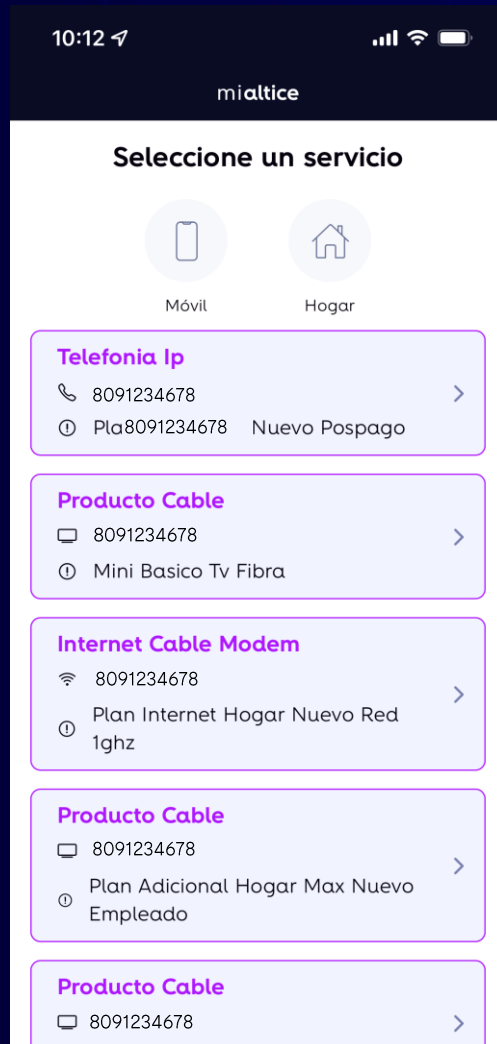 10:12
mialtice
Seleccione un servicio
Móvil
Hogar
Telefonia Ip
8091234678
Pla8091234678 Nuevo Pospago
Producto Cable
8091234678
Mini Basico Tv Fibra
Internet Cable Modem
8091234678
Plan Internet Hogar Nuevo Red
1ghz
Producto Cable
8091234678
Plan Adicional Hogar Max Nuevo
Empleado
Producto Cable
8091234678